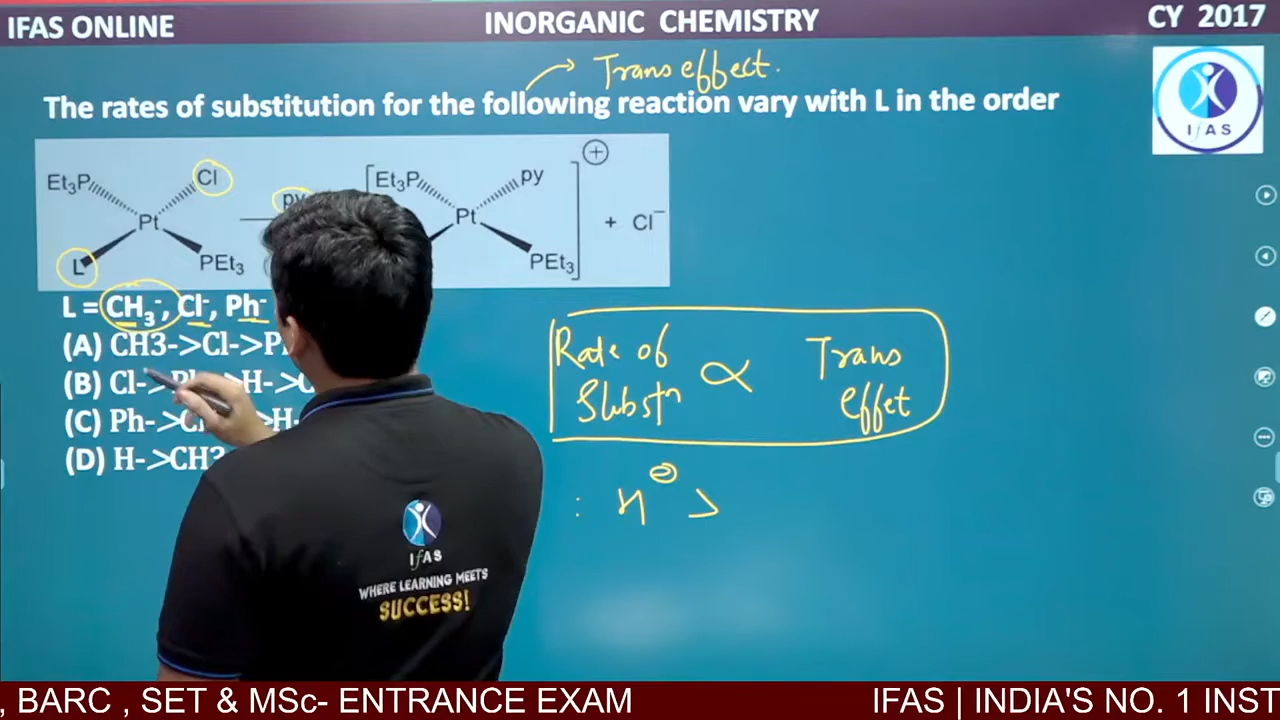 IFAS ONLINE
INORGANIC CHEMISTRY
CY 2017
Trans effect.
The rates of substitution for the following reaction vary with L in the order
IFAS
Et3P
Cl
Pt
L
PEt3
py
[Et3P
py
Pt
PEt3]
+
+ Cl-
L = CH3-, Cl-, Ph-
(A) CH3->Cl->
(B) Cl->
(C) Ph->
(D) H->CH3
Rate of
Substn ∝ Trans
effet
: H⊖ >
IFAS
WHERE LEARNING MEETS
SUCCESS!
, BARC , SET & MSc- ENTRANCE EXAM
IFAS | INDIA'S NO. 1 INST